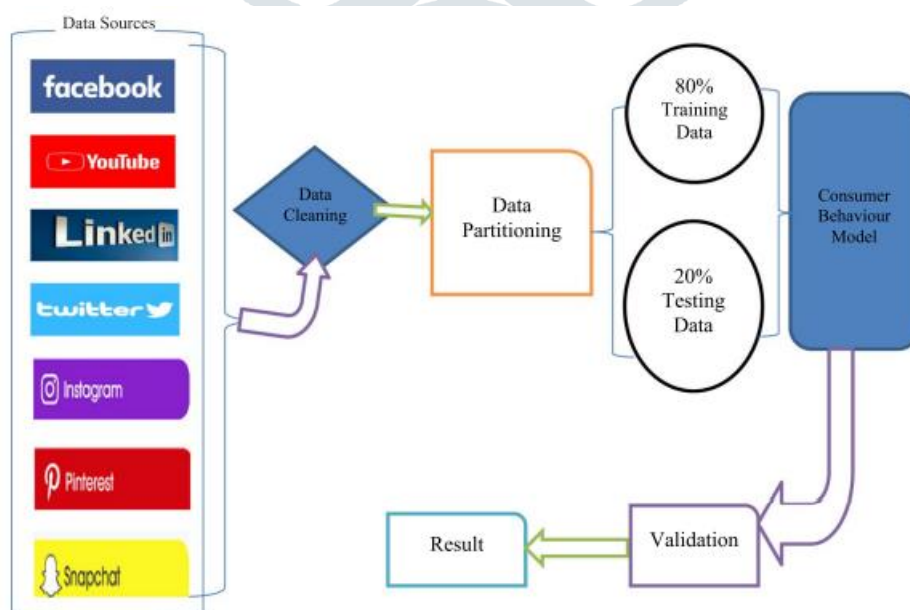 Data Sources
facebook
YouTube
Linked in
twitter
Instagram
Pinterest
Snapchat
Data
Cleaning
Data
Partitioning
80%
Training
Data
20%
Testing
Data
Consumer
Behaviour
Model
Validation
Result